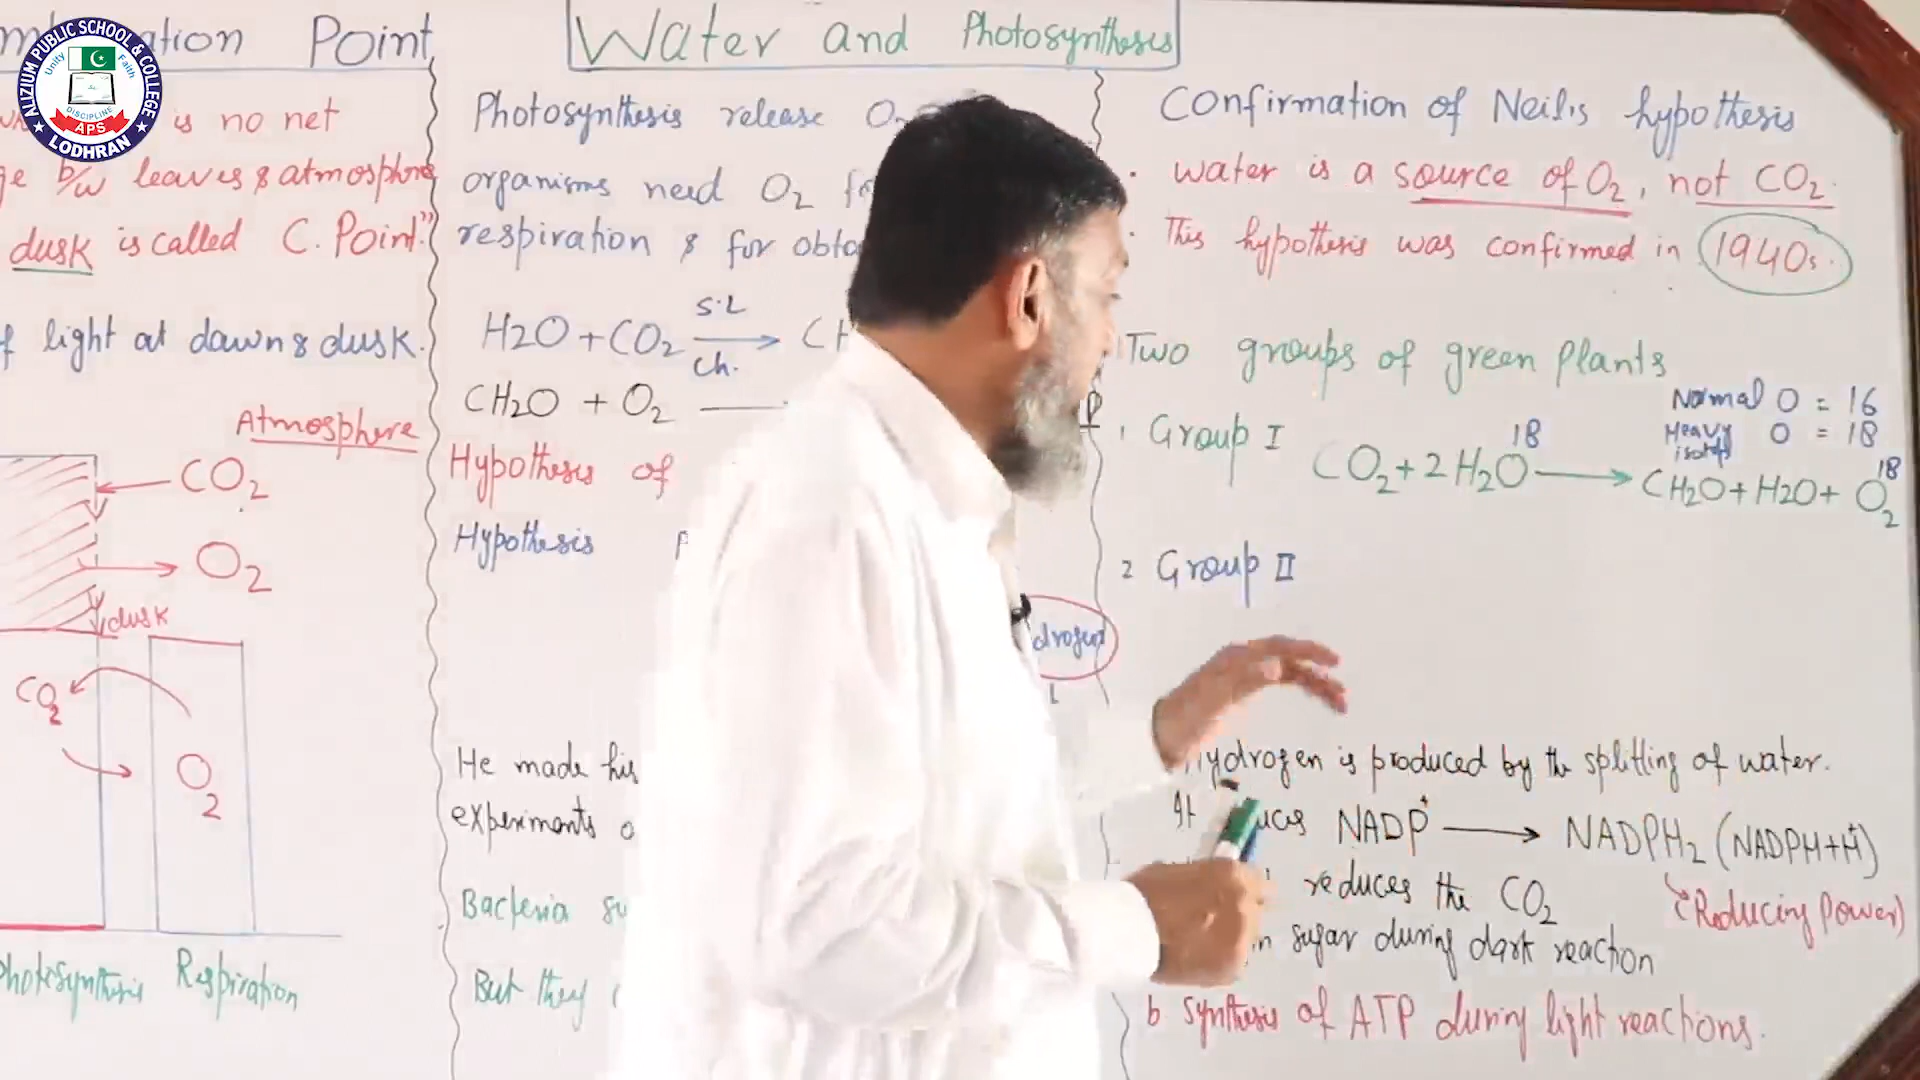 ALIZIUM PUBLIC SCHOOL & COLLEGE
Unity Faith
DISCIPLINE
APS
LODHRAN
ation Point
is no net
b/w leaves & atmosphere
dusk is called C. Point."
light at dawn & dusk.
Atmosphere
CO2
O2
dusk
CO2
O2
Photosynthesis Respiration
Water and Photosynthesis
Photosynthesis release O
organisms need O2
respiration & for
S.L
H2O + CO2 → CH
Ch.
CH2O + O2
Hypothesis of
Hypothesis
drogen
He made his
experiments
Bacteria
But they
Confirmation of Neil,s hypothesis
• Water is a source of O2, not CO2.
• This hypothesis was confirmed in 1940s.
Two groups of green plants
Normal O = 16
Heavy O = 18
1 Group I CO2 + 2H2O18 → CH2O + H2O + O218
2 Group II
Hydrogen is produced by the splitting of water.
NADP+ → NADPH2 (NADPH+H+)
reduces the CO2
(Reducing Power)
sugar during dark reaction
b Synthesis of ATP during light reactions.